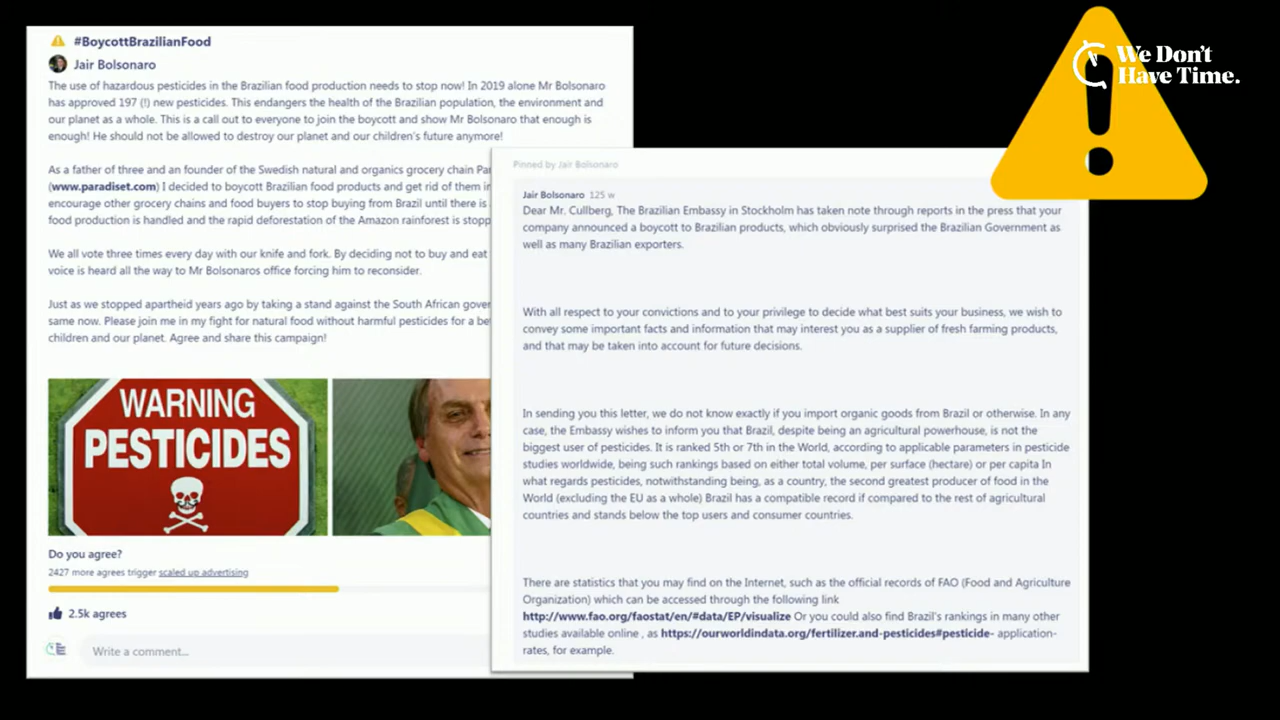 #BoycottBrazilianFood
Jair Bolsonaro
The use of hazardous pesticides in the Brazilian food production needs to stop now! In 2019 alone Mr Bolsonaro
has approved 197 (!) new pesticides. This endangers the health of the Brazilian population, the environment and
our planet as a whole. This is a call out to everyone to join the boycott and show Mr Bolsonaro that enough is
enough! He should not be allowed to destroy our planet and our children's future anymore!
As a father of three and an founder of the Swedish natural and organics grocery chain Par
(www.paradiset.com) I decided to boycott Brazilian food products and get rid of them ir
encourage other grocery chains and food buyers to stop buying from Brazil until there is
food production is handled and the rapid deforestation of the Amazon rainforest is stopp
We all vote three times every day with our knife and fork. By deciding not to buy and eat
voice is heard all the way to Mr Bolsonaros office forcing him to reconsider.
Just as we stopped apartheid years ago by taking a stand against the South African gover
same now. Please join me in my fight for natural food without harmful pesticides for a be
children and our planet. Agree and share this campaign!
WARNING
PESTICIDES
Do you agree?
2427 more agrees trigger scaled up advertising
2.5k agrees
Write a comment...
Pinned by Jair Bolsonaro
Jair Bolsonaro 125 w
Dear Mr. Cullberg, The Brazilian Embassy in Stockholm has taken note through reports in the press that your
company announced a boycott to Brazilian products, which obviously surprised the Brazilian Government as
well as many Brazilian exporters.
With all respect to your convictions and to your privilege to decide what best suits your business, we wish to
convey some important facts and information that may interest you as a supplier of fresh farming products,
and that may be taken into account for future decisions.
In sending you this letter, we do not know exactly if you import organic goods from Brazil or otherwise. In any
case, the Embassy wishes to inform you that Brazil, despite being an agricultural powerhouse, is not the
biggest user of pesticides. It is ranked 5th or 7th in the World, according to applicable parameters in pesticide
studies worldwide, being such rankings based on either total volume, per surface (hectare) or per capita In
what regards pesticides, notwithstanding being, as a country, the second greatest producer of food in the
World (excluding the EU as a whole) Brazil has a compatible record if compared to the rest of agricultural
countries and stands below the top users and consumer countries.
There are statistics that you may find on the Internet, such as the official records of FAO (Food and Agriculture
Organization) which can be accessed through the following link
http://www.fao.org/faostat/en/#data/EP/visualize Or you could also find Brazil's rankings in many other
studies available online , as https://ourworldindata.org/fertilizer.and-pesticides#pesticide- application-
rates, for example.
We Don't
Have Time.